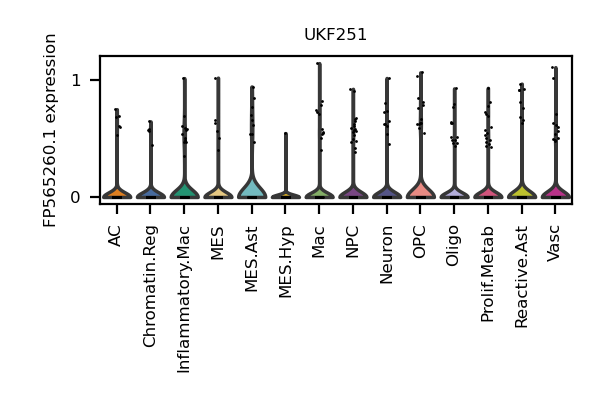 UKF251
FP565260.1 expression
1
0
AC
Chromatin.Reg
Inflammatory.Mac
MES
MES.Ast
MES.Hyp
Mac
NPC
Neuron
OPC
Oligo
Prolif.Metab
Reactive.Ast
Vasc